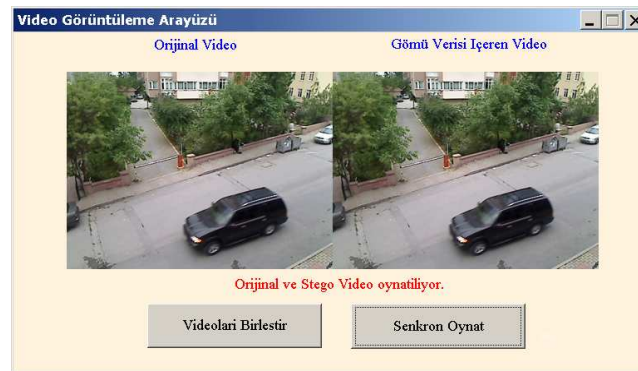 Video Görüntüleme Arayüzü
Orijinal Video
Gömü Verisi Içeren Video
Orijinal ve Stego Video oynatiliyor.
Videolari Birlestir
Senkron Oynat